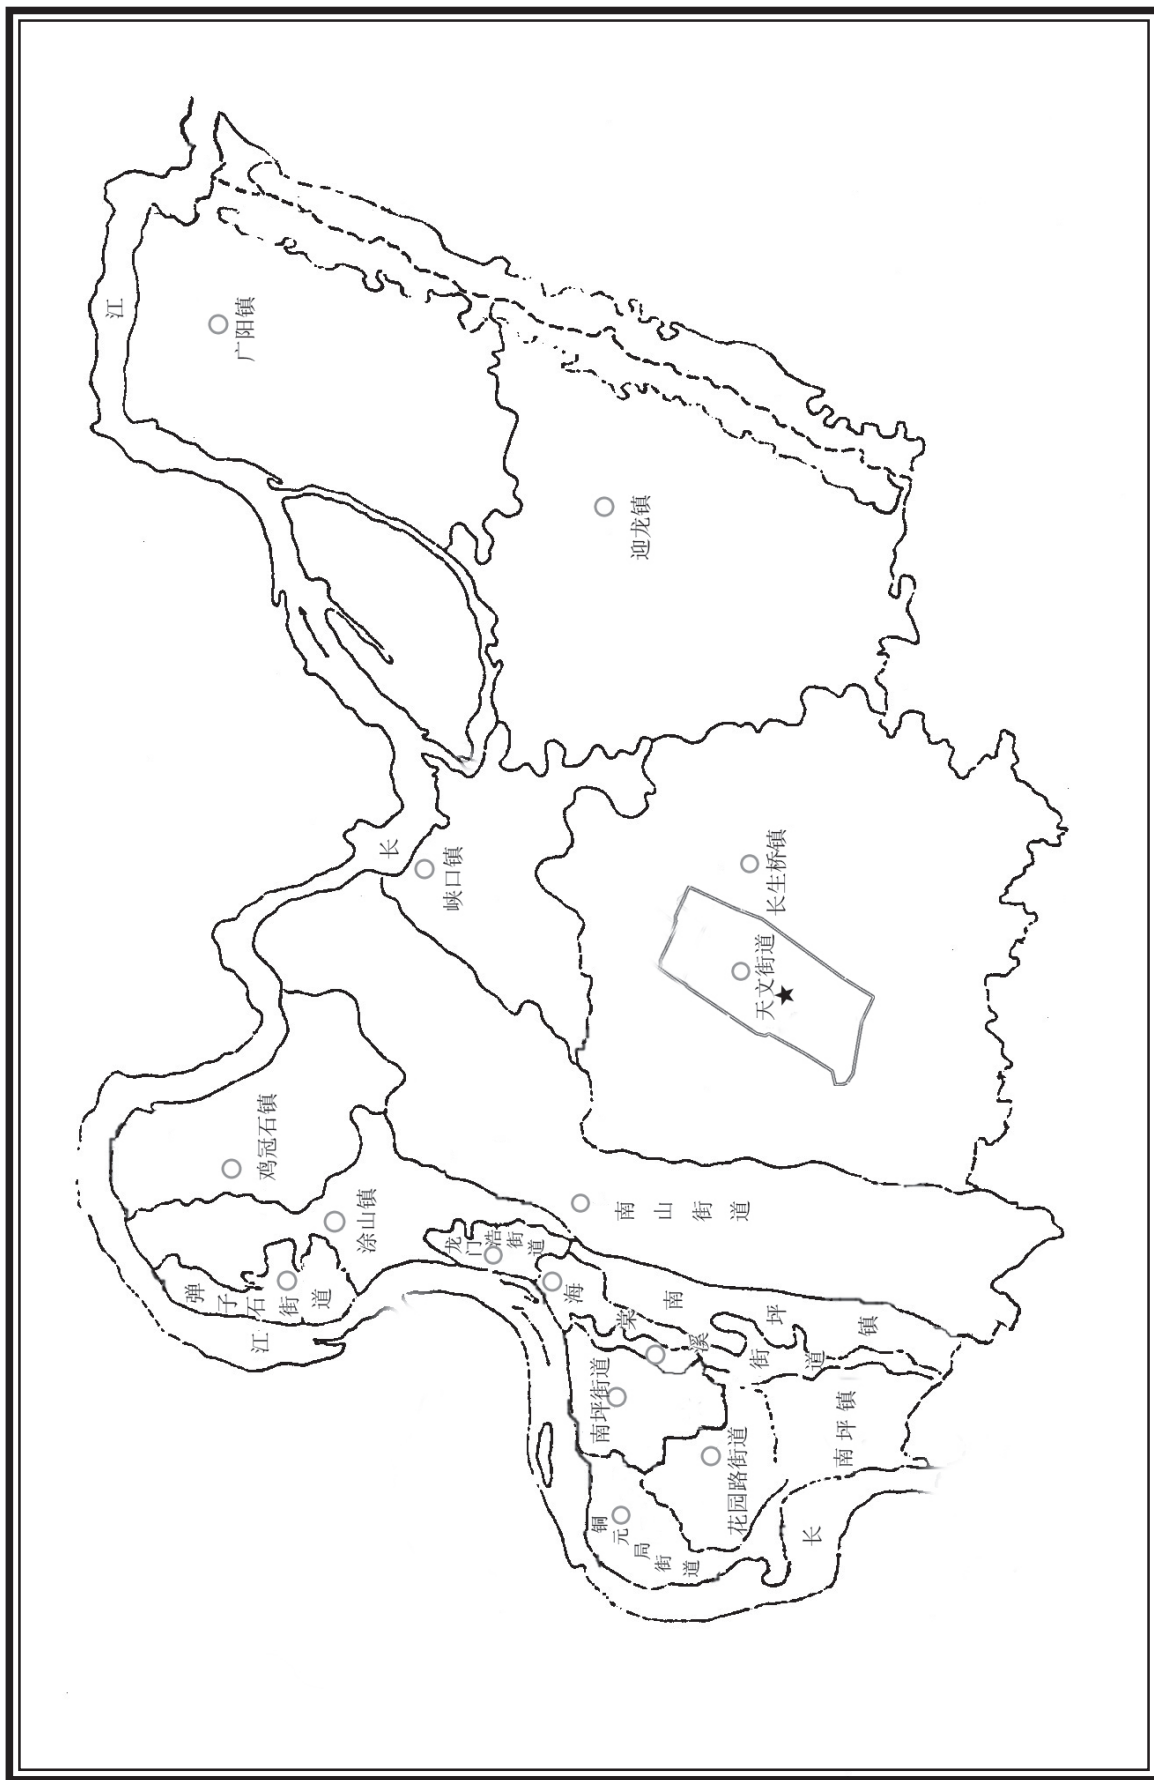 江
广阳镇
迎龙镇
长
峡口镇
长生桥镇
天文街道
鸡冠石镇
涂山镇
南山街道
弹子石街道
江
龙门浩街道
海棠溪街道
南坪镇
南坪街道
南坪镇
花园路街道
铜元局街道
长